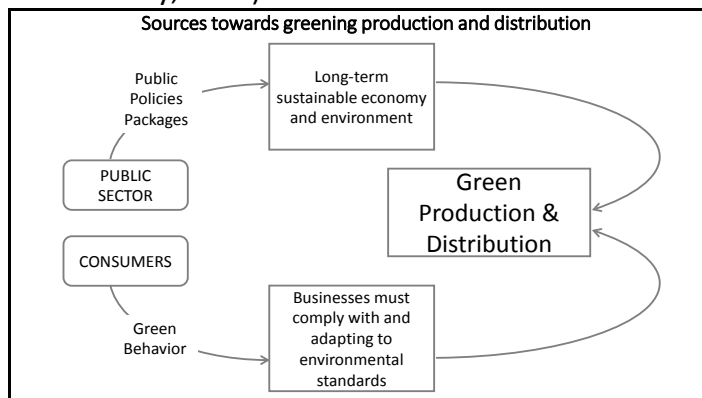 Sources towards greening production and distribution
Public
Policies
Packages
Long-term
sustainable economy
and environment
PUBLIC
SECTOR
Green
Production &
Distribution
CONSUMERS
Green
Behavior
Businesses must
comply with and
adapting to
environmental
standards